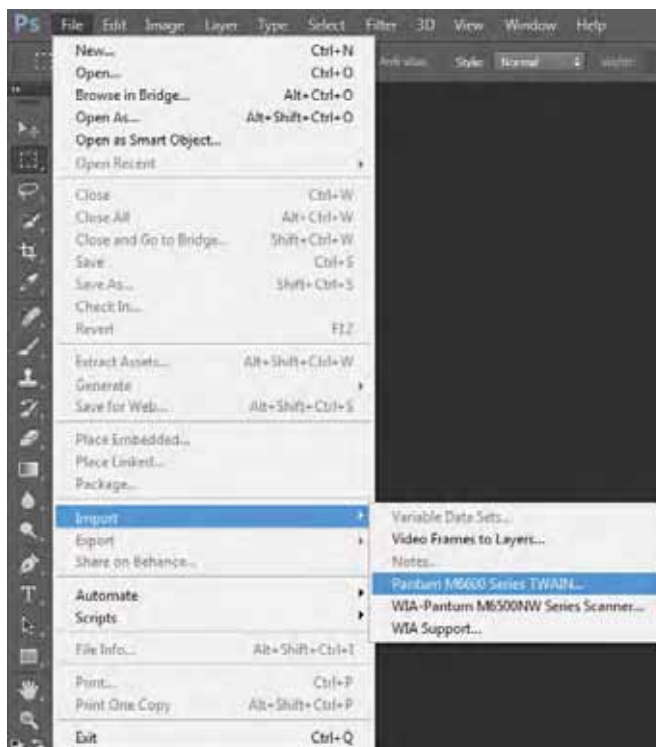 Ps File Edit Image Layer Type Select Filter 3D View Window Help
Style: Normal
New... Ctrl+N
Open... Ctrl+O
Browse in Bridge... Alt+Ctrl+O
Open As... Alt+Shift+Ctrl+O
Open as Smart Object...
Open Recent
Close Ctrl+W
Close All Alt+Ctrl+W
Close and Go to Bridge... Shift+Ctrl+W
Save Ctrl+S
Save As... Shift+Ctrl+S
Check In...
Revert F12
Extract Assets... Alt+Shift+Ctrl+W
Generate
Save for Web... Alt+Shift+Ctrl+S
Place Embedded...
Place Linked...
Package...
Import
Variable Data Sets...
Video Frames to Layers...
Notes...
Pantum M6600 Series TWAIN...
WIA-Pantum M6500NW Series Scanner...
WIA Support...
Export
Share on Behance...
Automate
Scripts
File Info... Alt+Shift+Ctrl+I
Print... Ctrl+P
Print One Copy Alt+Shift+Ctrl+P
Exit Ctrl+Q